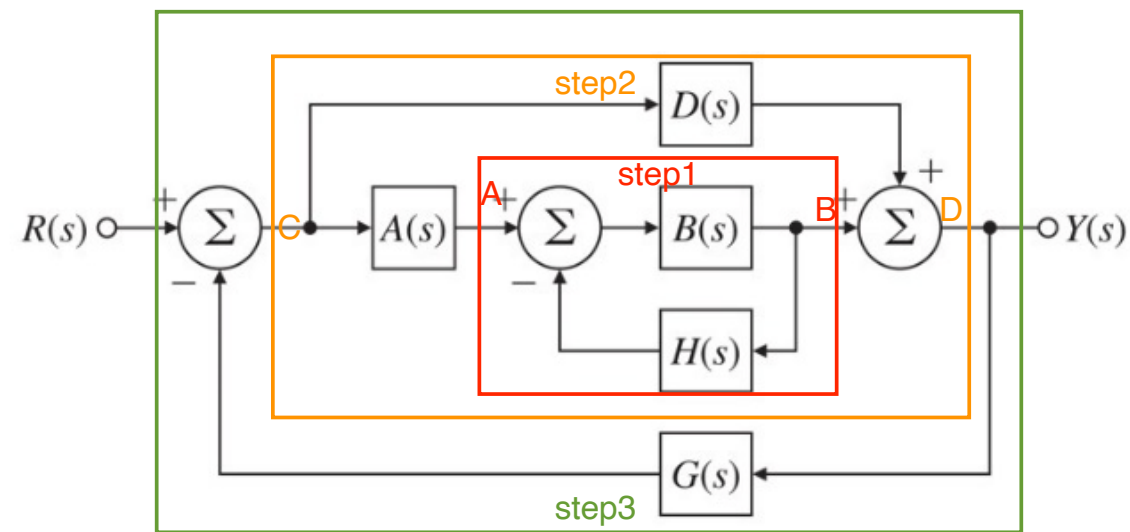 step2
D(s)
step1
+
A
+
B
+
+
R(s)
Σ
C
A(s)
Σ
B(s)
Σ
D
Y(s)
−
−
H(s)
G(s)
step3